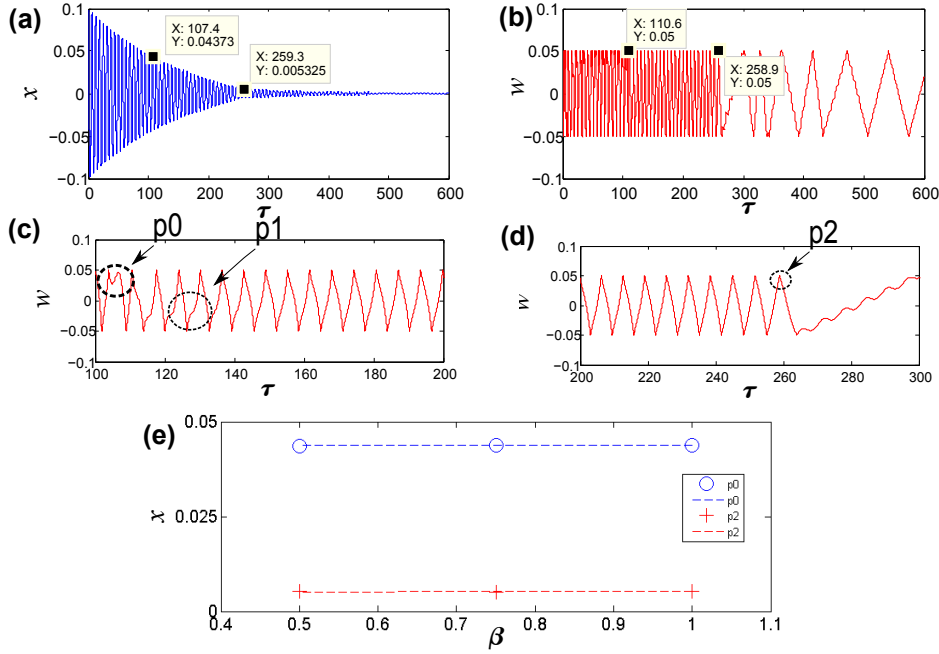 (a)
0.1
0.05
0
−0.05
−0.1
x
X: 107.4
Y: 0.04373
X: 259.3
Y: 0.005325
0 100 200 300 400 500 600
τ
(b)
0.1
0.05
0
−0.05
−0.1
w
X: 110.6
Y: 0.05
X: 258.9
Y: 0.05
0 100 200 300 400 500 600
τ
(c)
p0
p1
0.1
0.05
0
−0.05
−0.1
w
100 120 140 160 180 200
τ
(d)
p2
0.1
0.05
0
−0.05
−0.1
w
200 220 240 260 280 300
τ
(e)
0.05
0.025
0
x
p0
p0
p2
p2
0.4 0.5 0.6 0.7 0.8 0.9 1 1.1
β